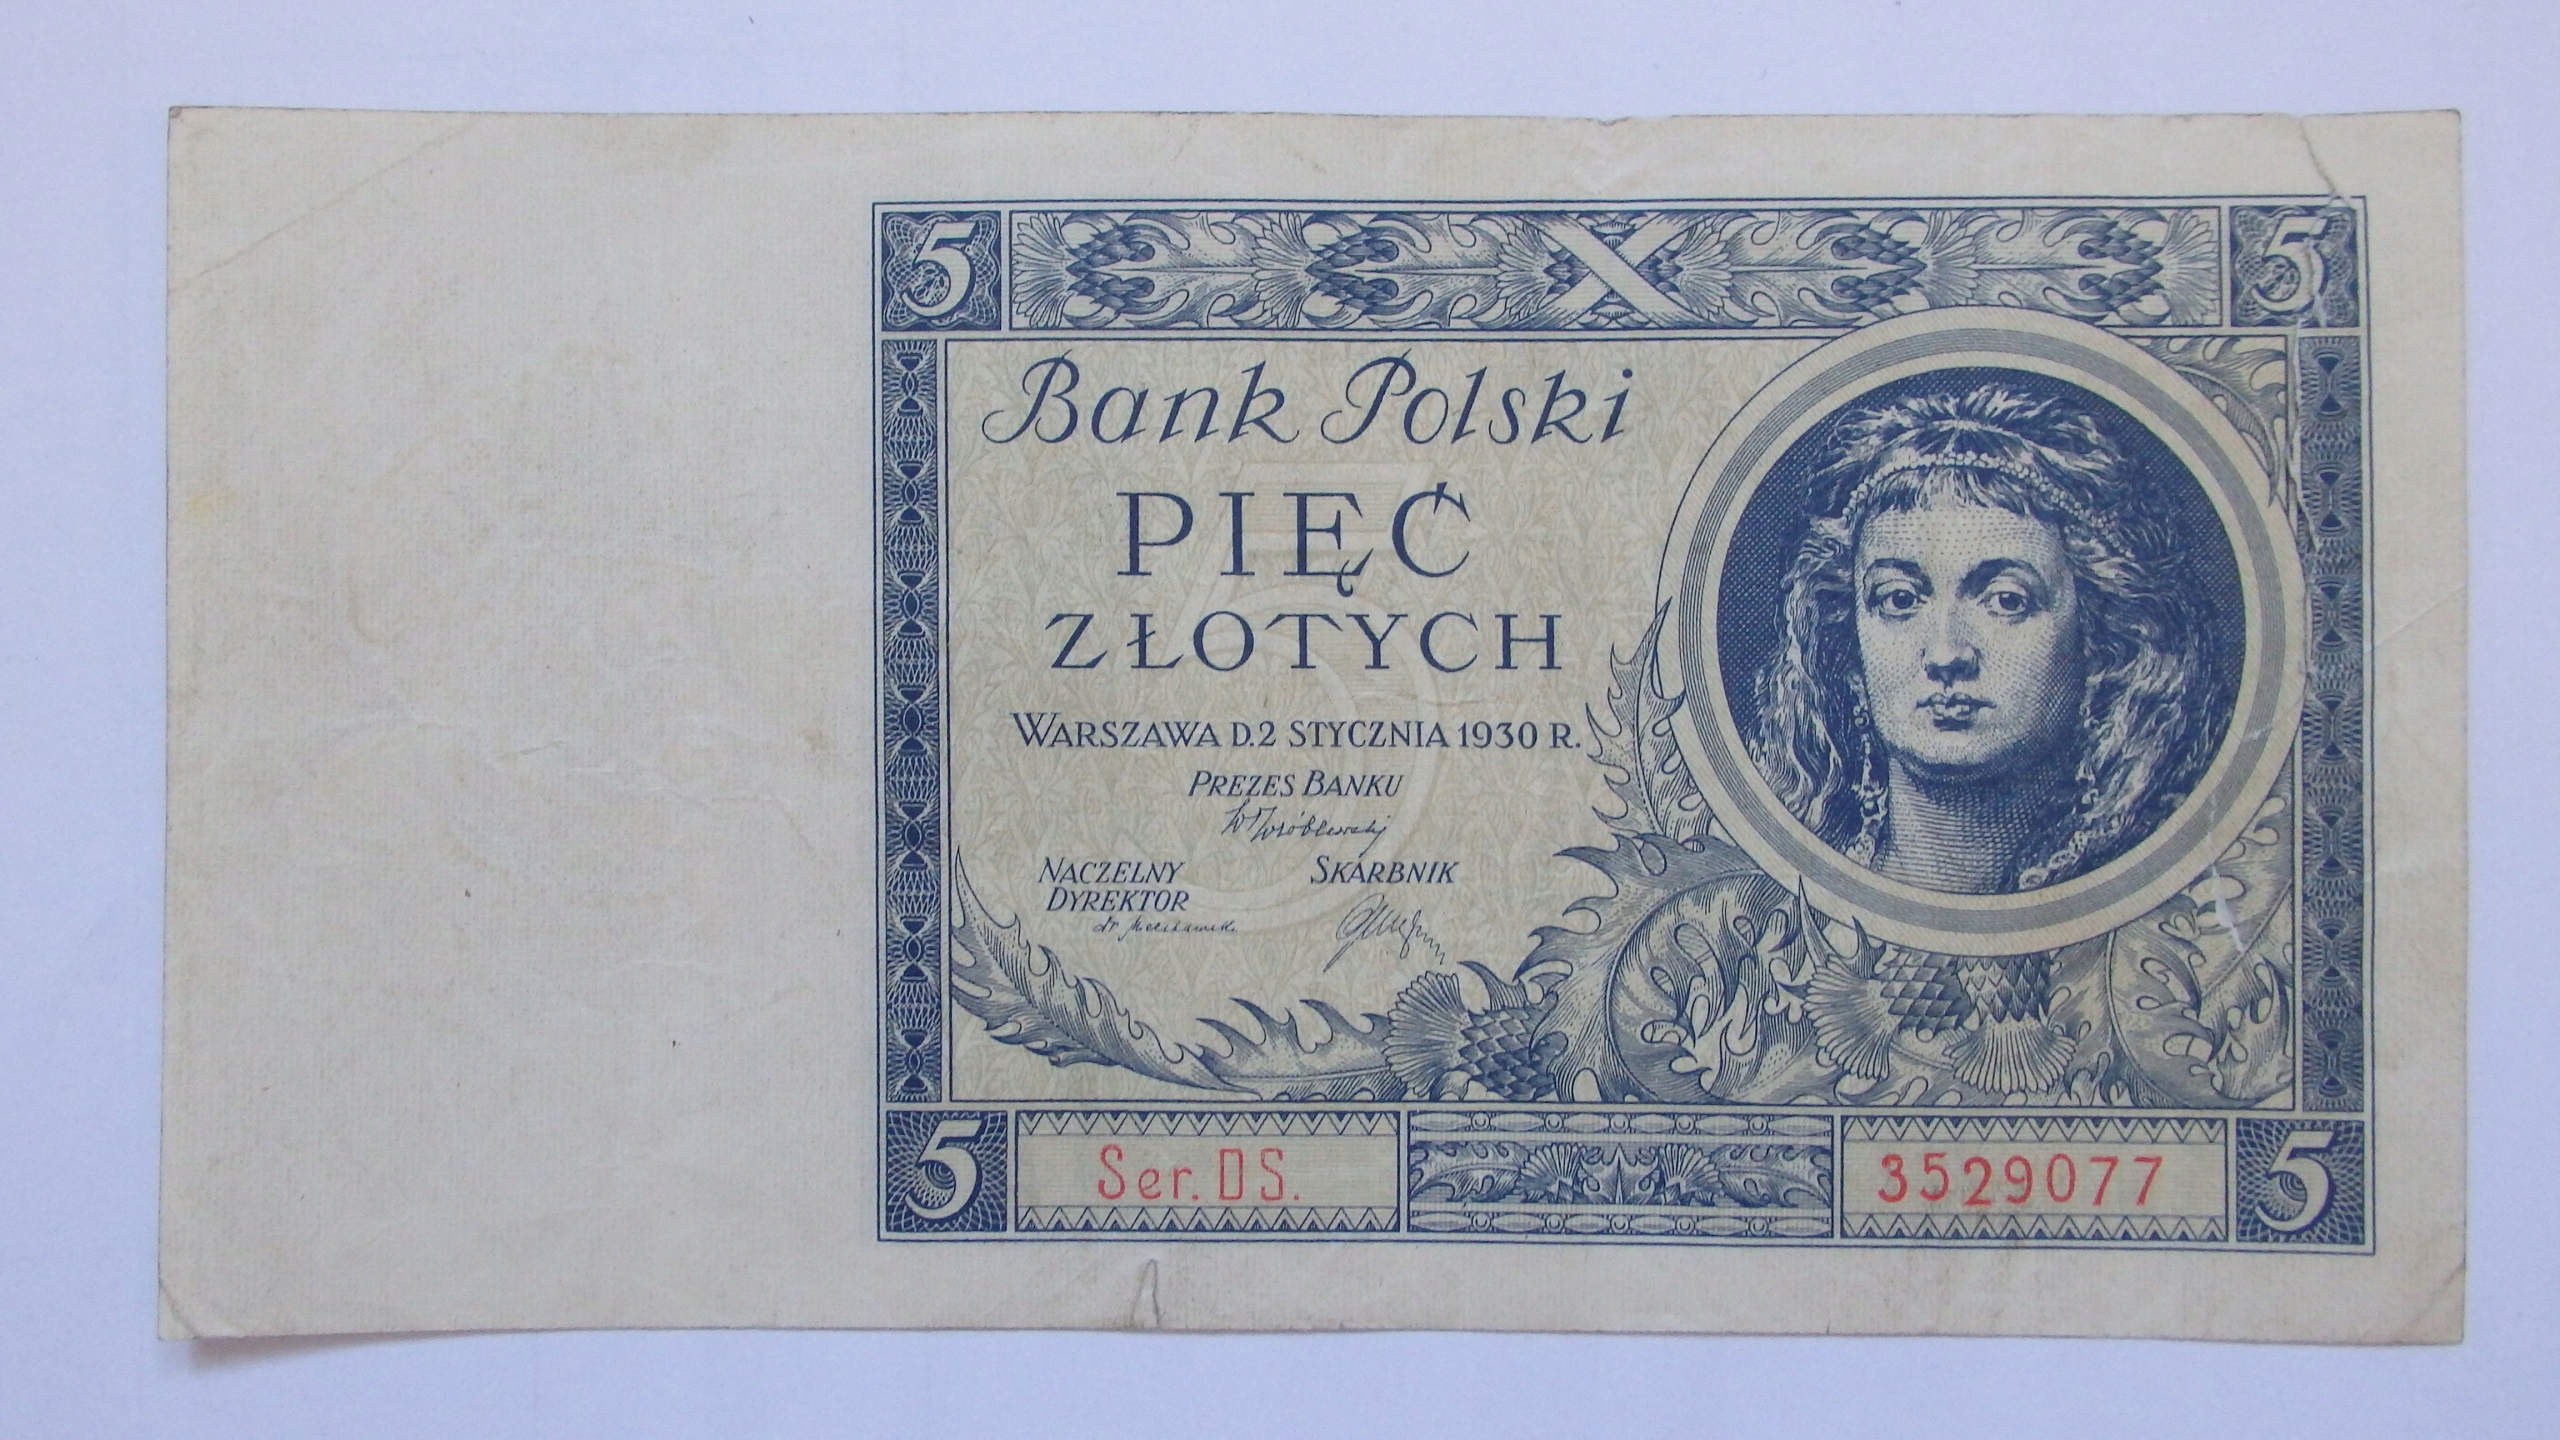 5 5
Bank Polski
PIĘĆ
ZŁOTYCH
WARSZAWA D.2 STYCZNIA 1930 R.
PREZES BANKU
Wróblewski
NACZELNY SKARBNIK
DYREKTOR
5 Ser. D S. 3529077 5